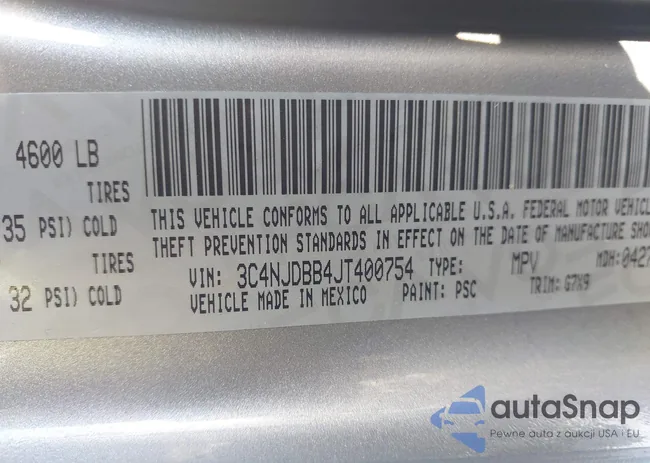 4600 LB
TIRES
35 PSI) COLD
TIRES
32 PSI) COLD
THIS VEHICLE CONFORMS TO ALL APPLICABLE U.S.A. FEDERAL MOTOR VEHICL
THEFT PREVENTION STANDARDS IN EFFECT ON THE DATE OF MANUFACTURE SHO
VIN: 3C4NJDBB4JT400754 TYPE: MPV MDH: 0427
VEHICLE MADE IN MEXICO PAINT: PSC TRIM: G7X9
autaSnap
Pewne auta z aukcji USA i EU